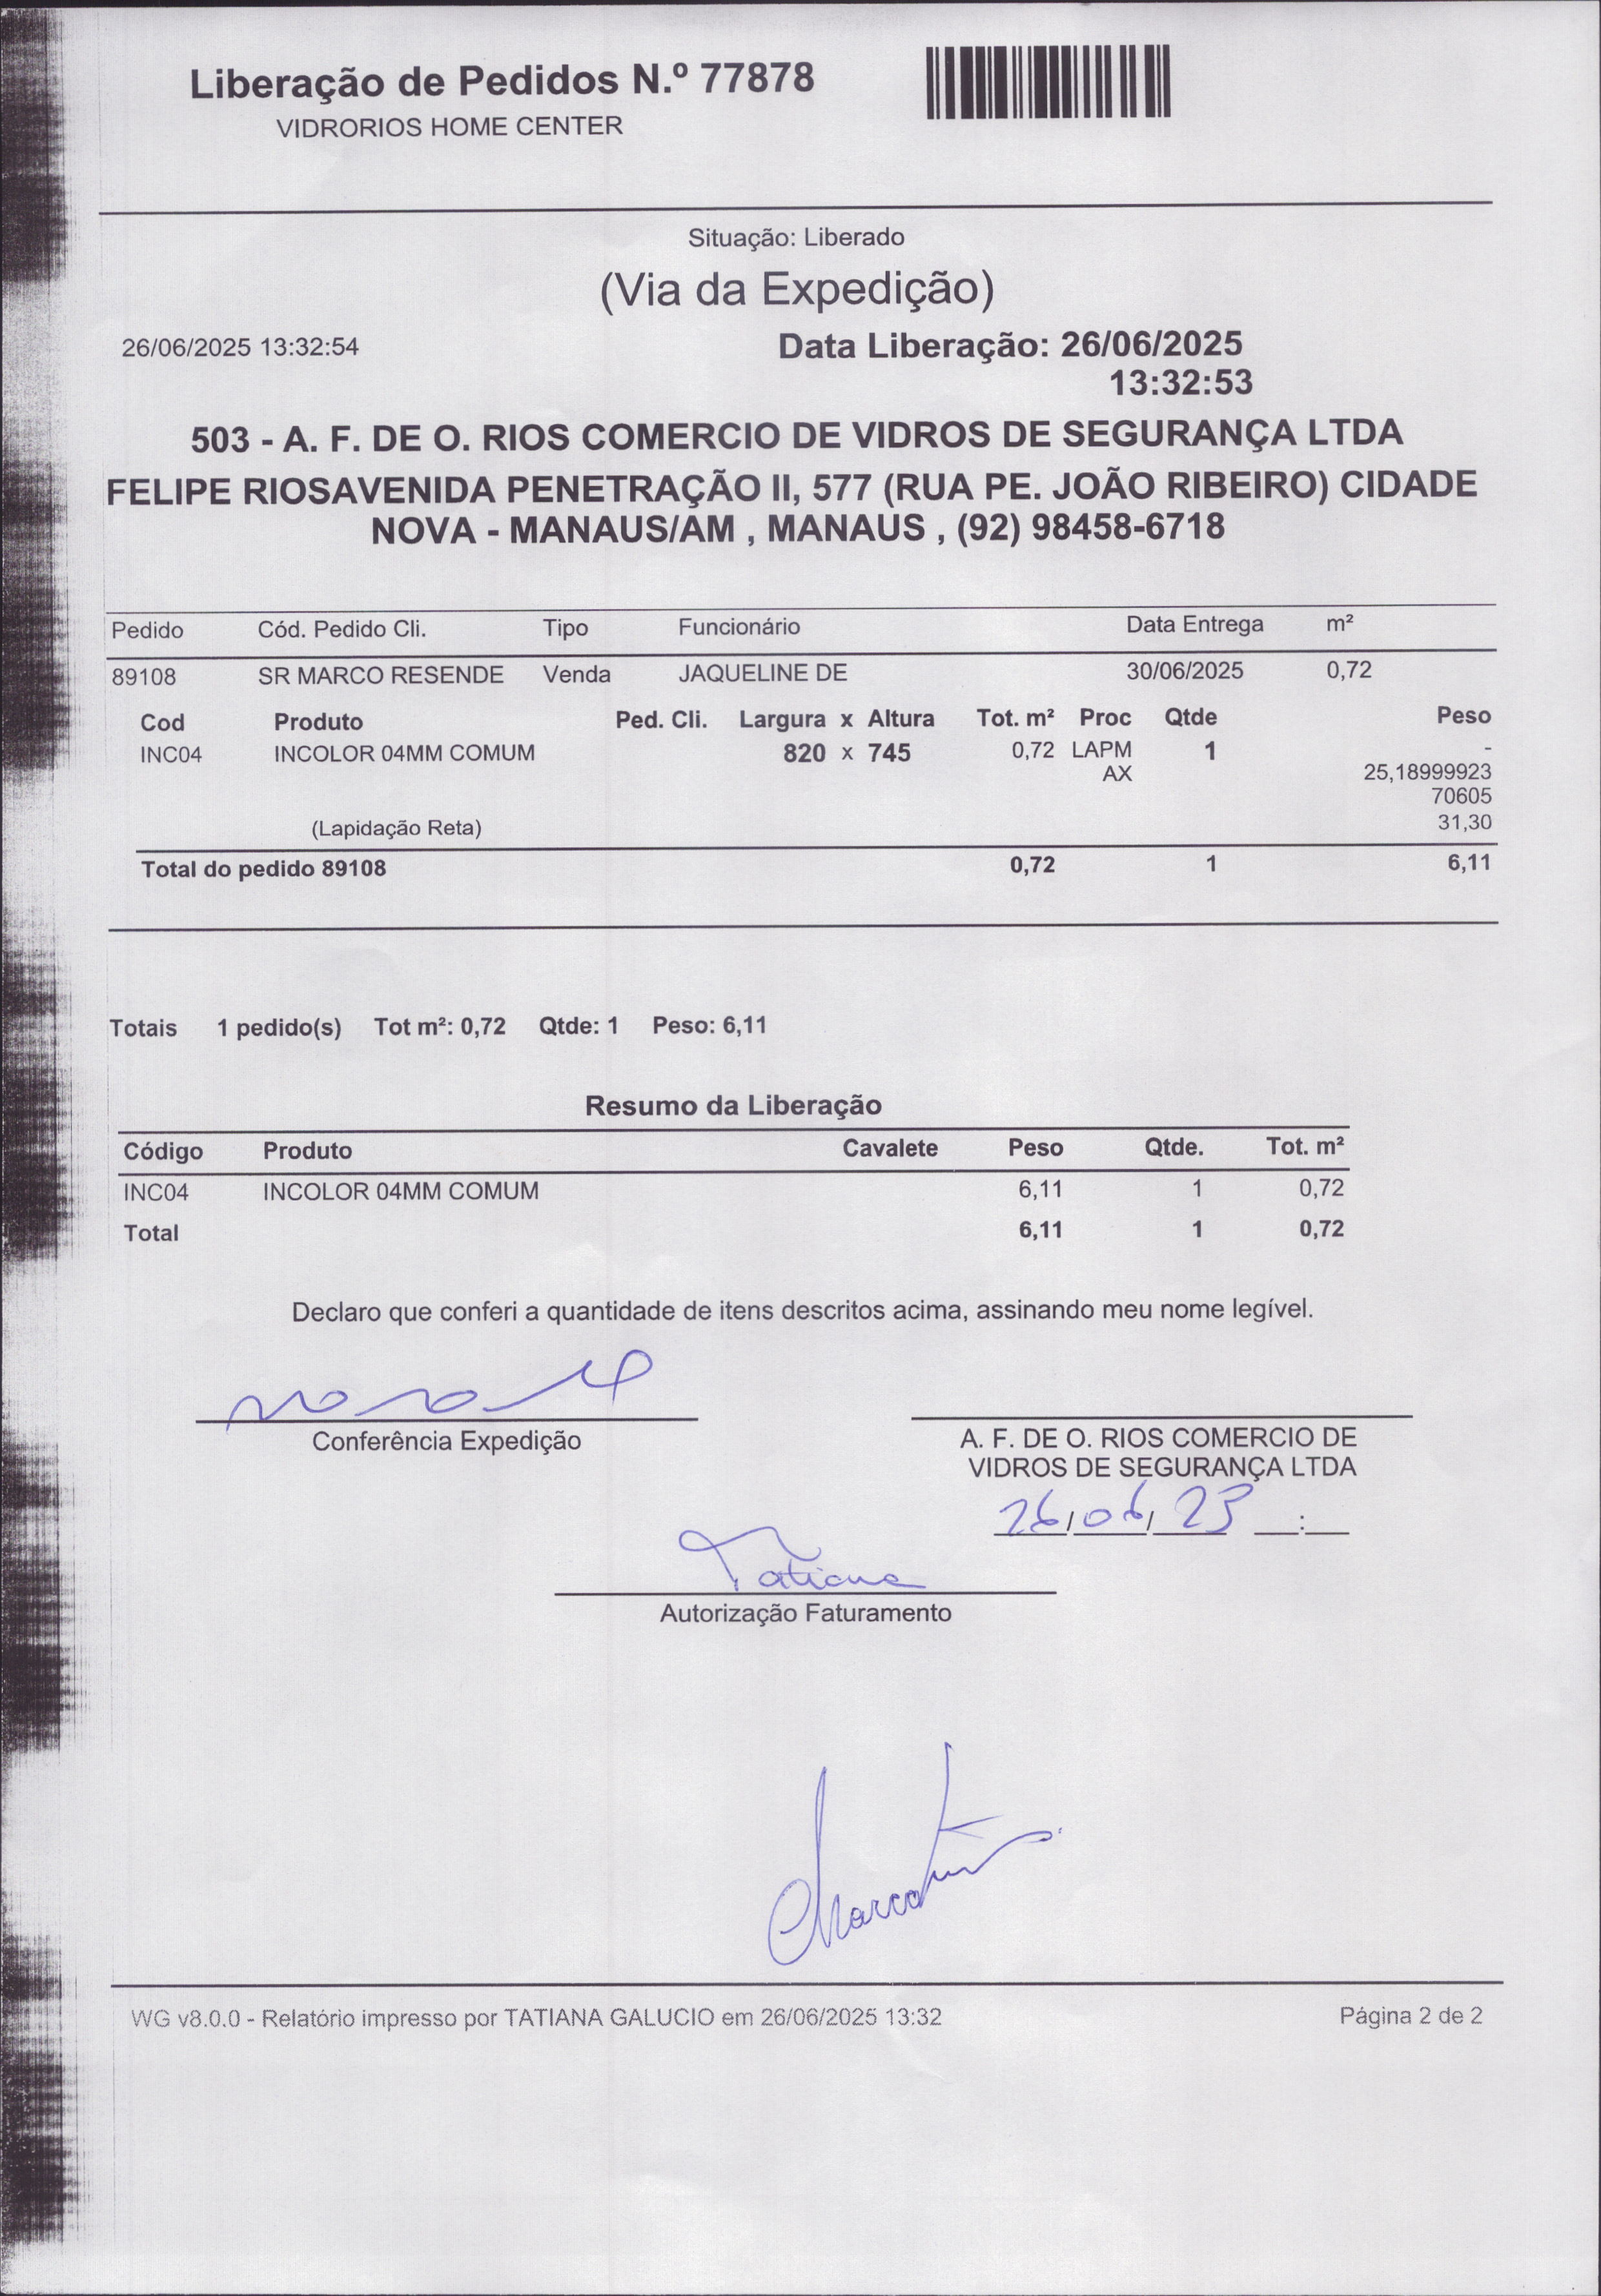 Liberação de Pedidos N.º 77878
VIDRORIOS HOME CENTER
Situação: Liberado
(Via da Expedição)
26/06/2025 13:32:54 Data Liberação: 26/06/2025
13:32:53
503 - A. F. DE O. RIOS COMERCIO DE VIDROS DE SEGURANÇA LTDA
FELIPE RIOSAVENIDA PENETRAÇÃO II, 577 (RUA PE. JOÃO RIBEIRO) CIDADE
NOVA - MANAUS/AM , MANAUS , (92) 98458-6718
Pedido Cód. Pedido Cli. Tipo Funcionário Data Entrega m²
89108 SR MARCO RESENDE Venda JAQUELINE DE 30/06/2025 0,72
Cod Produto Ped. Cli. Largura x Altura Tot. m² Proc Qtde Peso
INC04 INCOLOR 04MM COMUM 820 x 745 0,72 LAPM 1 -
AX 25,18999923
70605
(Lapidação Reta) 31,30
Total do pedido 89108 0,72 1 6,11
Totais 1 pedido(s) Tot m²: 0,72 Qtde: 1 Peso: 6,11
Resumo da Liberação
Código Produto Cavalete Peso Qtde. Tot. m²
INC04 INCOLOR 04MM COMUM 6,11 1 0,72
Total 6,11 1 0,72
Declaro que conferi a quantidade de itens descritos acima, assinando meu nome legível.
Conferência Expedição
A. F. DE O. RIOS COMERCIO DE
VIDROS DE SEGURANÇA LTDA
26/06/23 __:__
Tatiana
Autorização Faturamento
WG v8.0.0 - Relatório impresso por TATIANA GALUCIO em 26/06/2025 13:32 Página 2 de 2